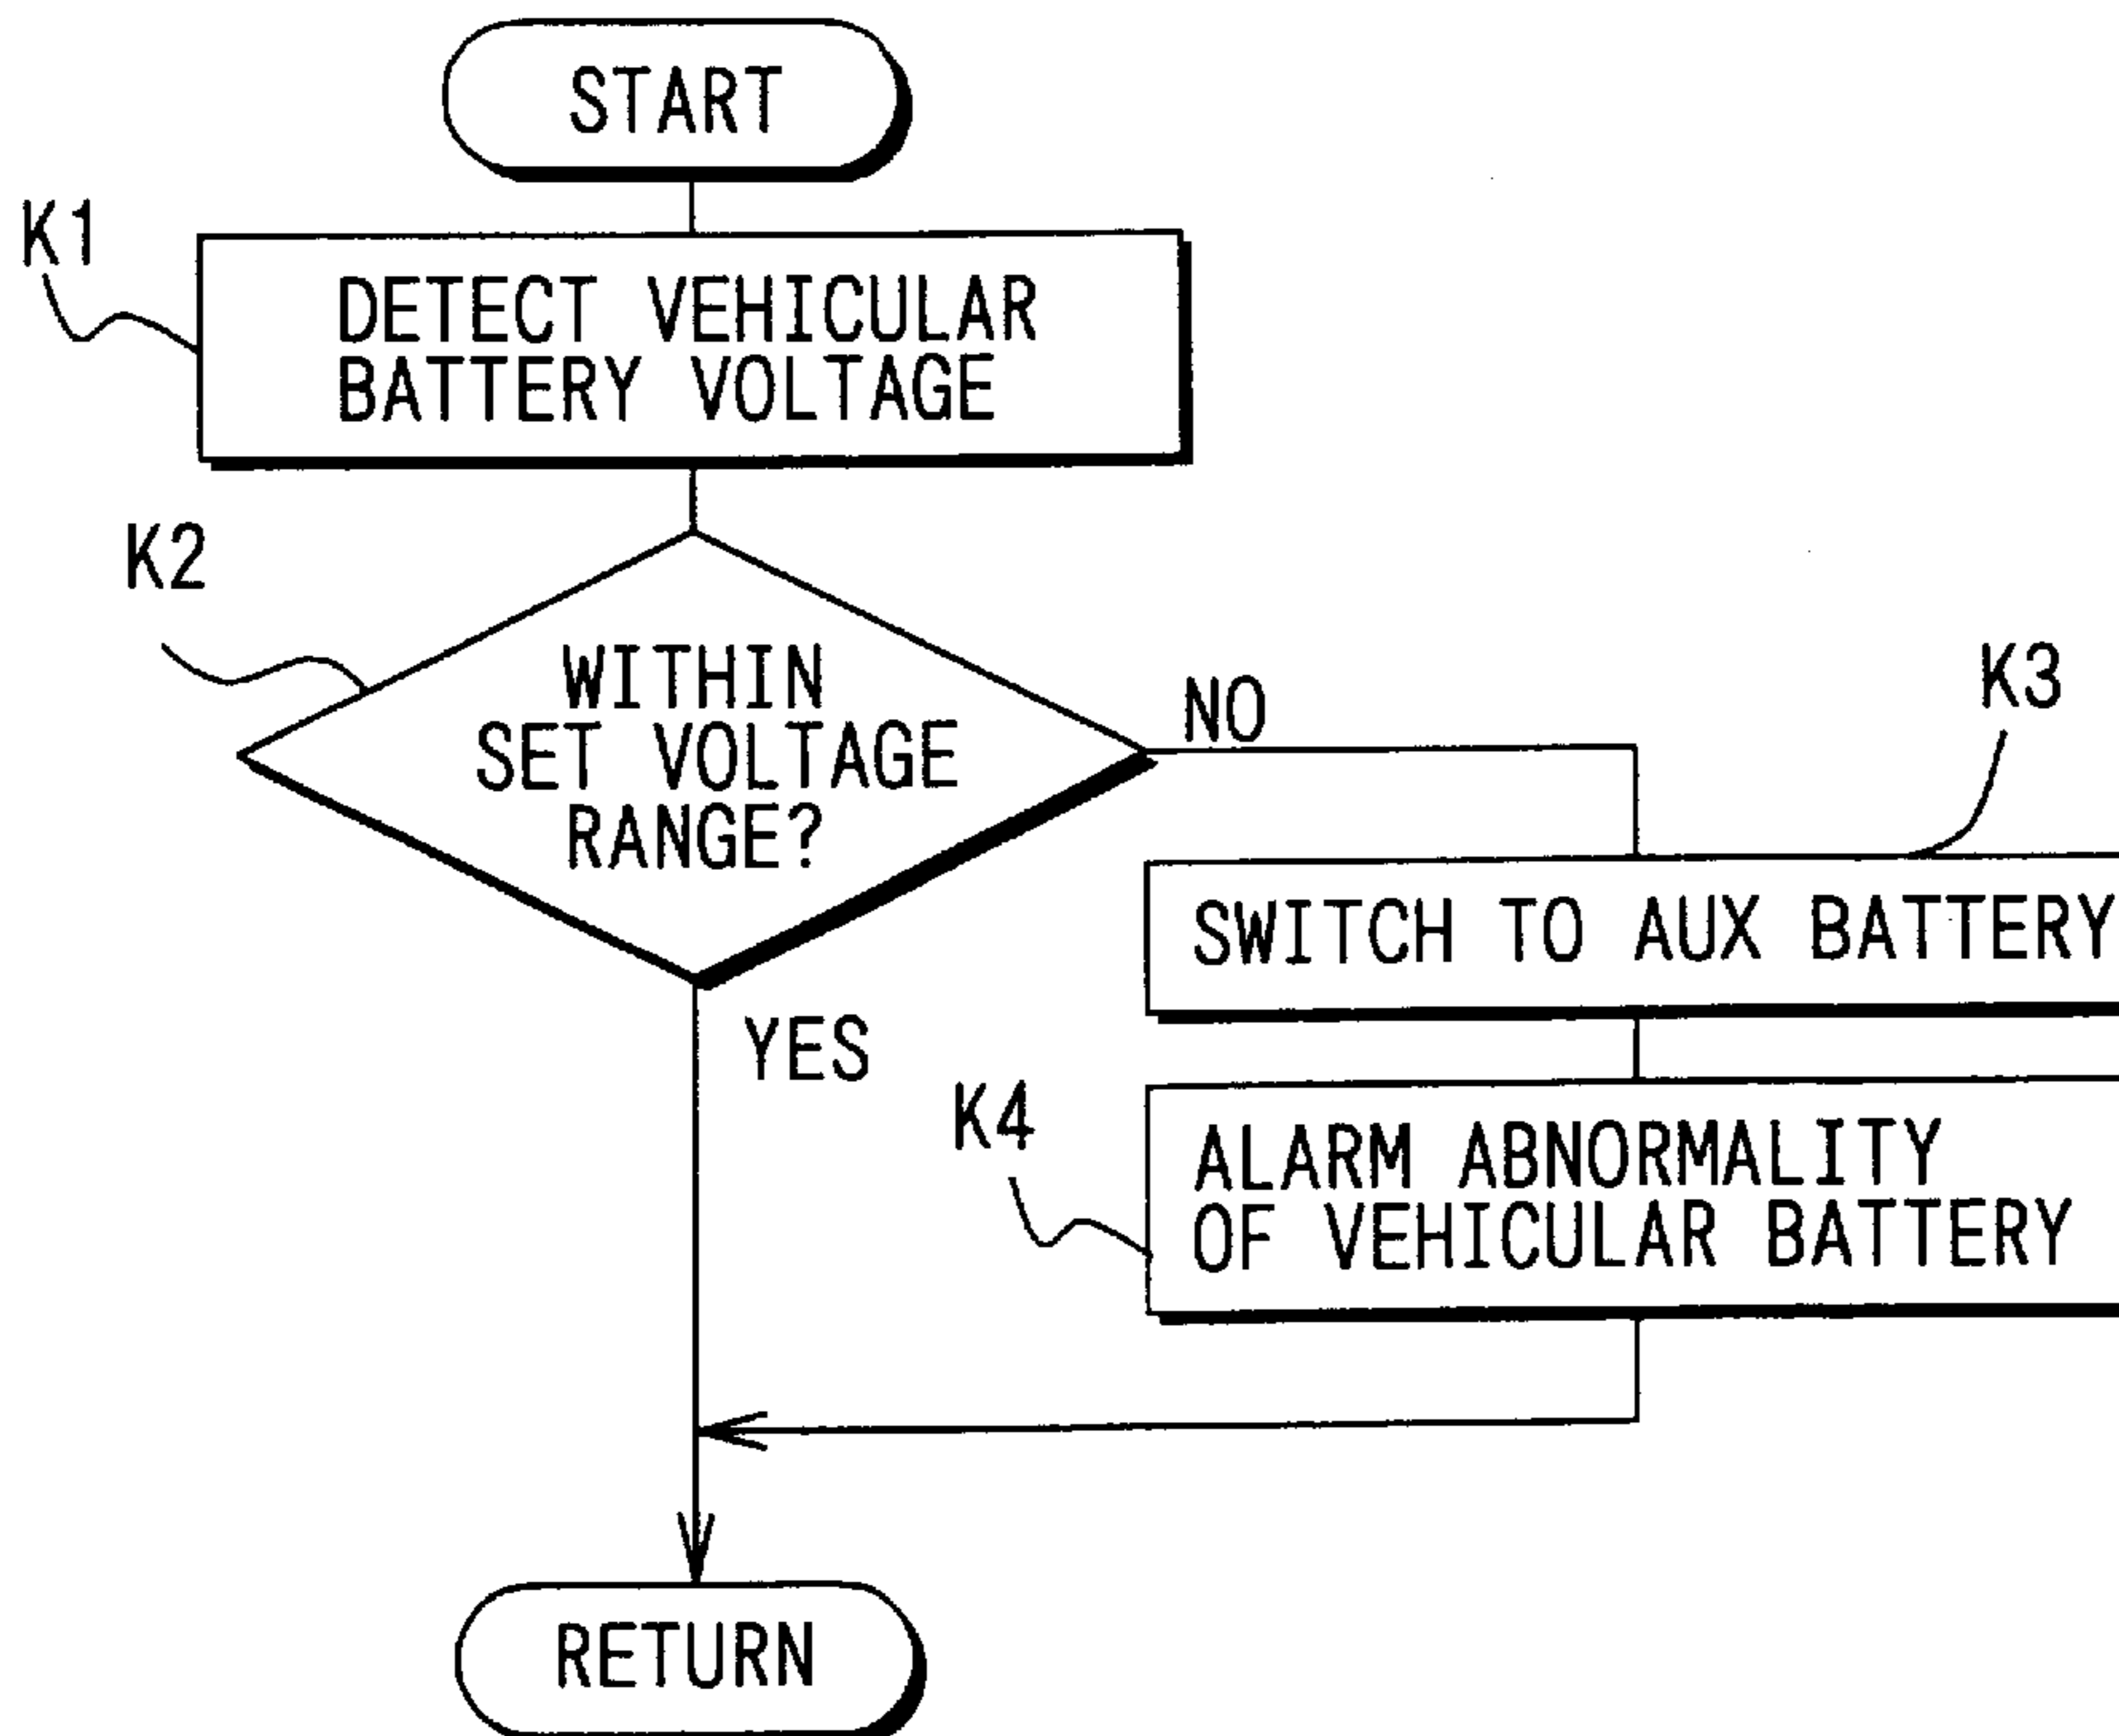 START
K1
DETECT VEHICULAR
BATTERY VOLTAGE
K2
WITHIN
SET VOLTAGE
RANGE?
NO
K3
SWITCH TO AUX BATTERY
YES
K4
ALARM ABNORMALITY
OF VEHICULAR BATTERY
RETURN